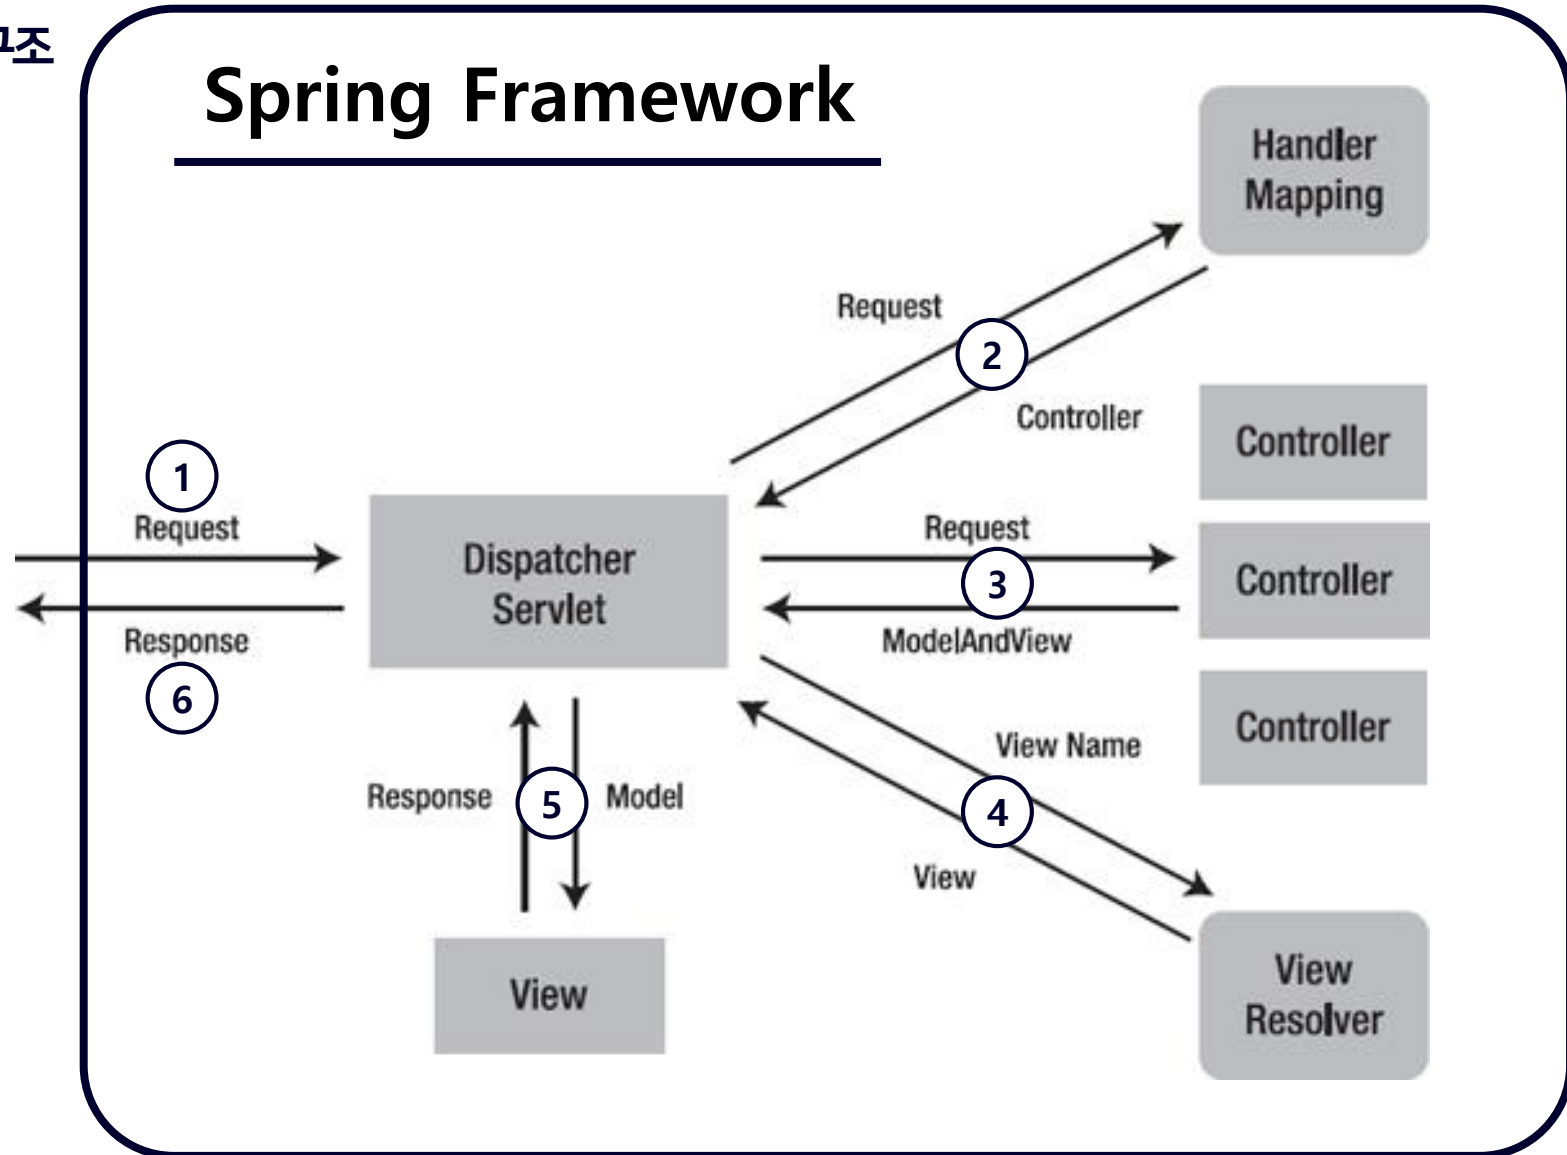 구조
Spring Framework
Handler
Mapping
Request
2
Controller
Controller
1
Request
Request
Dispatcher
Servlet
3
Controller
Response
ModelAndView
6
Controller
View Name
Response
5
Model
4
View
View
Resolver
View